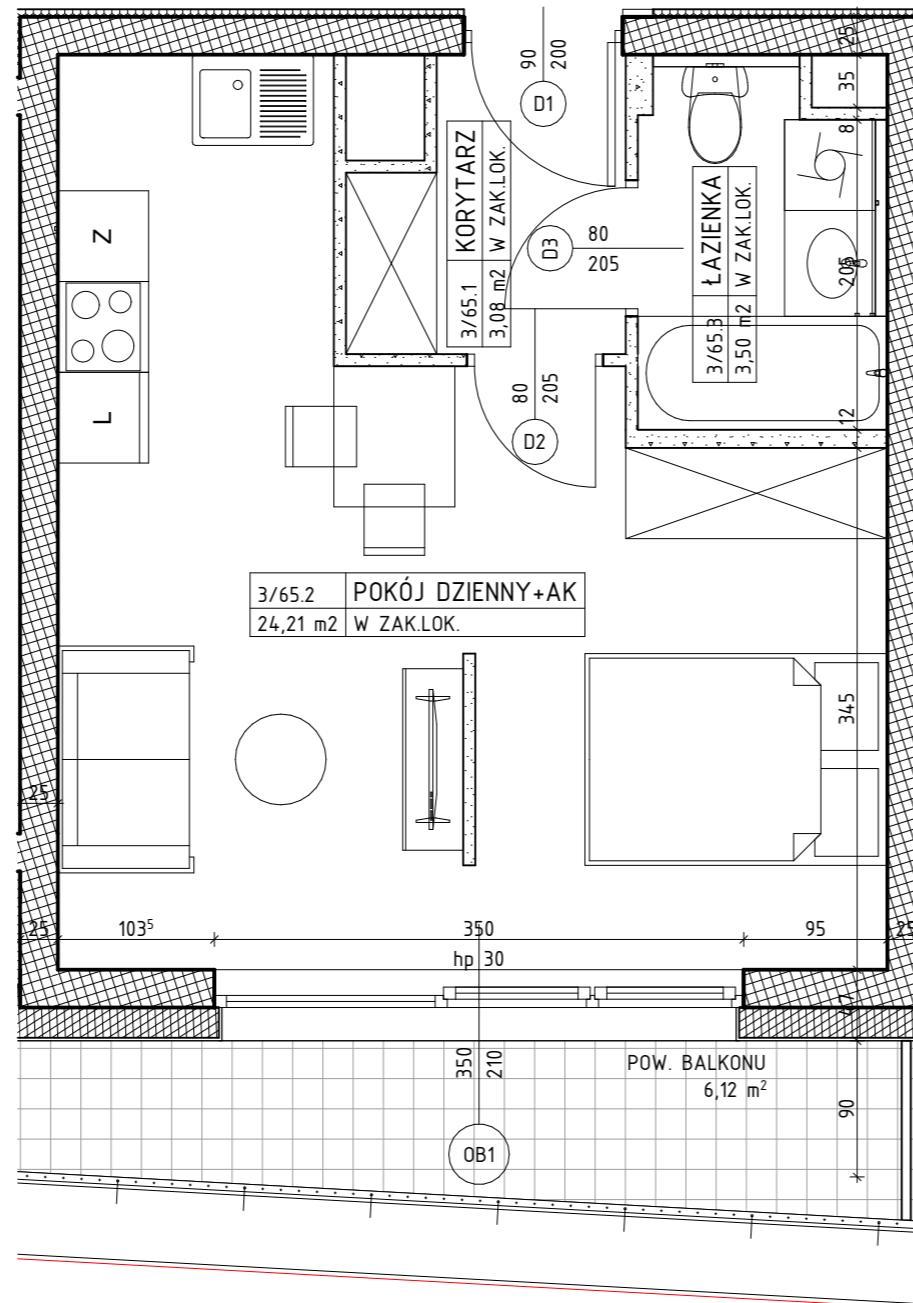 90
200
D1
25
35
8
3/65.1 KORYTARZ
3,08 m2 W ZAK.LOK.
D3
80
205
3/65.3 ŁAZIENKA
3,50 m2 W ZAK.LOK.
205
Z
L
80
205
D2
12
3/65.2 POKÓJ DZIENNY+AK
24,21 m2 W ZAK.LOK.
345
25
25
103⁵
350
95
25
hp 30
47
350
210
POW. BALKONU
6,12 m²
90
OB1